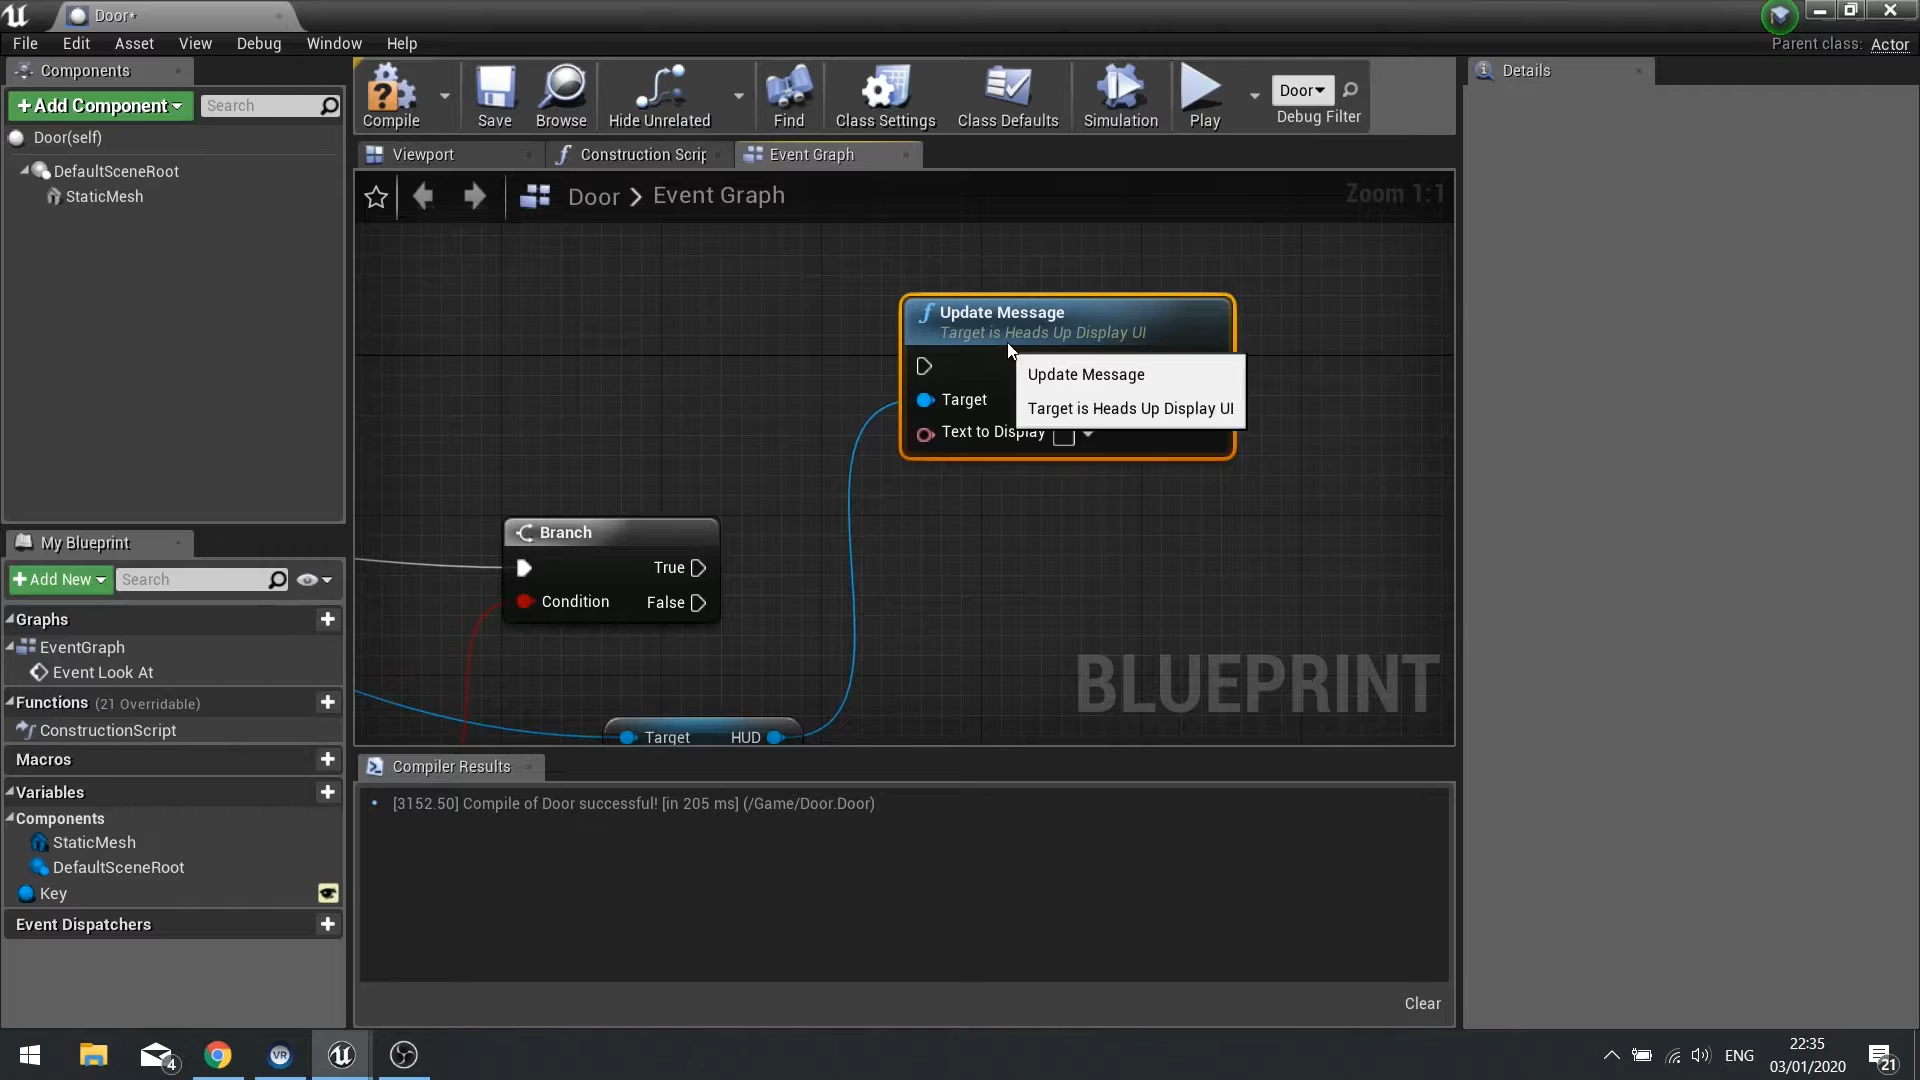 Door*
File Edit Asset View Debug Window Help
Parent class: Actor
Components
+Add Component
Search
Door(self)
DefaultSceneRoot
StaticMesh
Compile
Save
Browse
Hide Unrelated
Find
Class Settings
Class Defaults
Simulation
Play
Door
Debug Filter
Details
Viewport
Construction Scrip
Event Graph
Door > Event Graph
Zoom 1:1
Update Message
Target is Heads Up Display UI
Target
Text to Display
Update Message
Target is Heads Up Display UI
Branch
True
Condition
False
Target
HUD
BLUEPRINT
My Blueprint
+Add New
Search
Graphs
EventGraph
Event Look At
Functions (21 Overridable)
ConstructionScript
Macros
Variables
Components
StaticMesh
DefaultSceneRoot
Key
Event Dispatchers
Compiler Results
[3152.50] Compile of Door successful! [in 205 ms] (/Game/Door.Door)
Clear
4
VR
ENG
22:35
03/01/2020
21